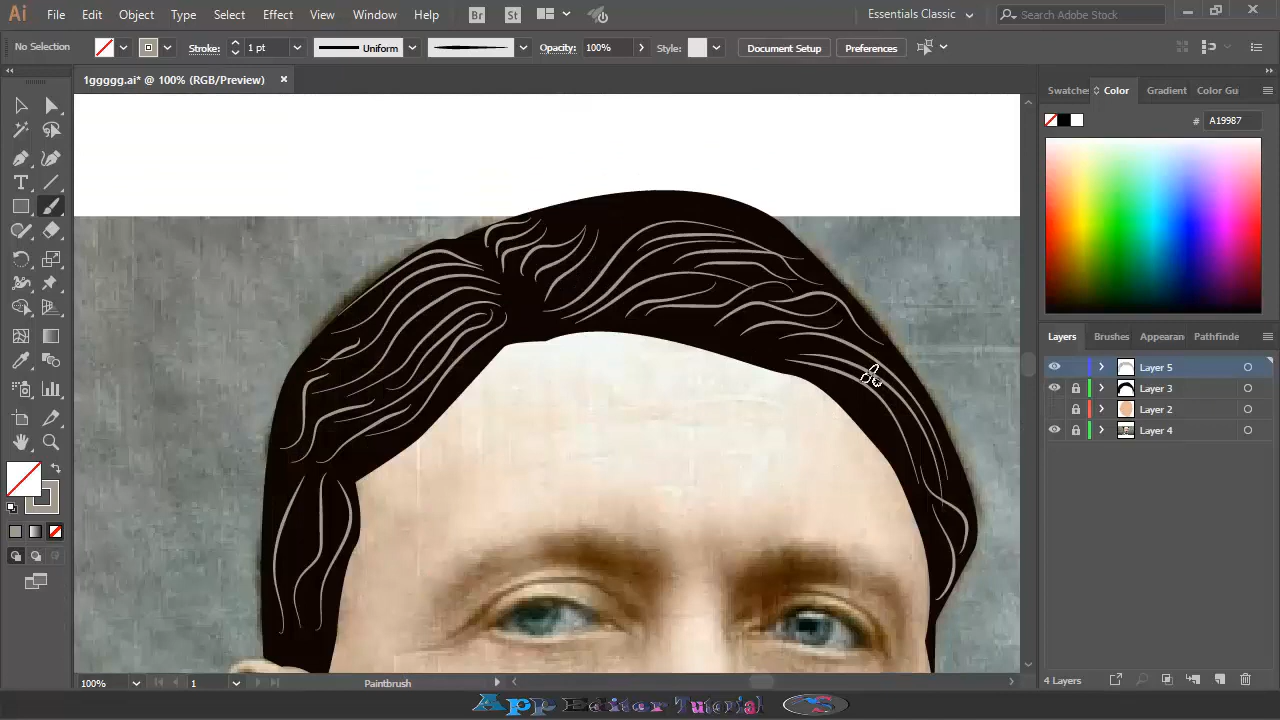 Ai File Edit Object Type Select Effect View Window Help Br St Essentials Classic Search Adobe Stock
No Selection Stroke: 1 pt Uniform Opacity: 100% Style: Document Setup Preferences
1ggggg.ai* @ 100% (RGB/Preview)
Swatches Color Gradient Color Gu
# A19987
Layers Brushes Appearan Pathfinde
Layer 5
Layer 3
Layer 2
Layer 4
4 Layers
100% 1 Paintbrush
App Editor Tutorial